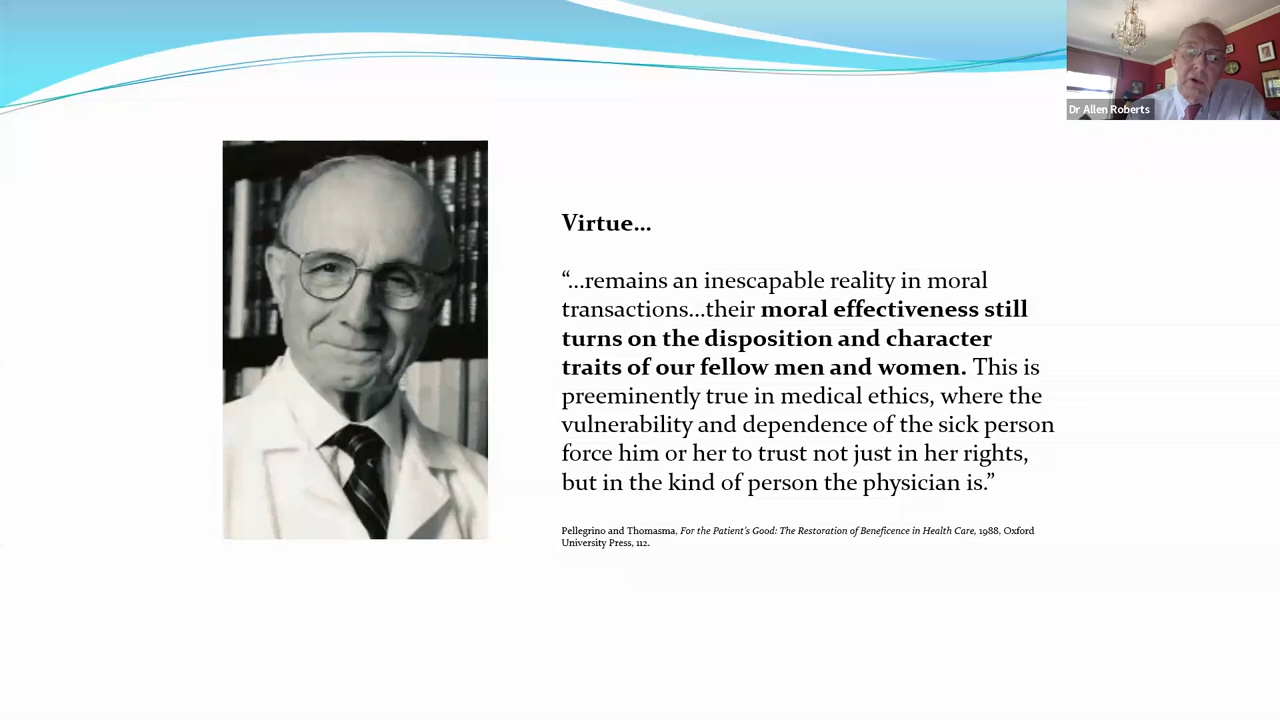 Dr Allen Roberts
Virtue...
“...remains an inescapable reality in moral
transactions...their moral effectiveness still
turns on the disposition and character
traits of our fellow men and women. This is
preeminently true in medical ethics, where the
vulnerability and dependence of the sick person
force him or her to trust not just in her rights,
but in the kind of person the physician is.”
Pellegrino and Thomasma, For the Patient's Good: The Restoration of Beneficence in Health Care, 1988, Oxford
University Press, 112.